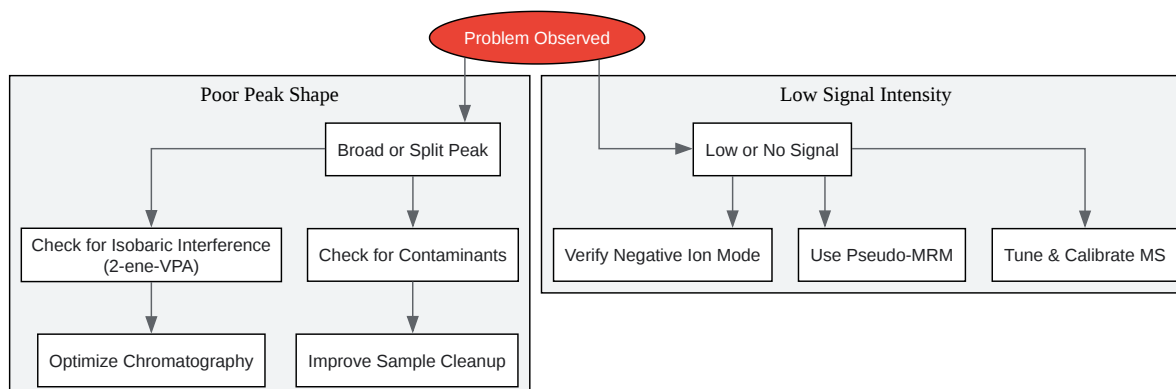 Problem Observed
Poor Peak Shape
Broad or Split Peak
Check for Isobaric Interference
(2-ene-VPA)
Check for Contaminants
Optimize Chromatography
Improve Sample Cleanup
Low Signal Intensity
Low or No Signal
Verify Negative Ion Mode
Use Pseudo-MRM
Tune & Calibrate MS